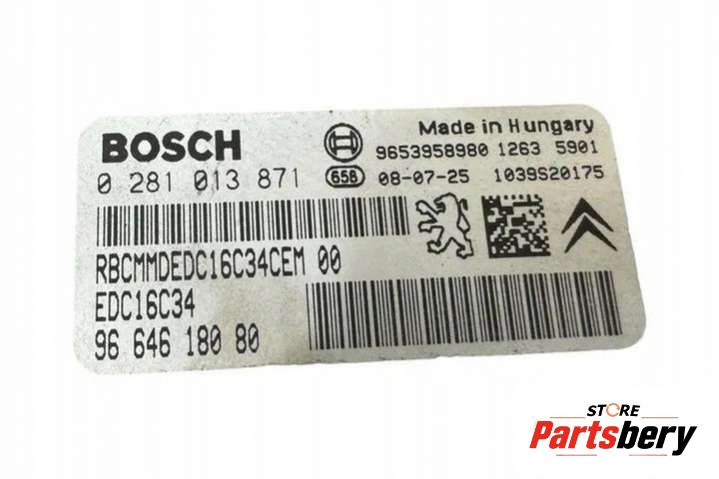 BOSCH
Made in Hungary
9653958980 1263 5901
0 281 013 871
658
08-07-25 1039S20175
RBCMMDEDC16C34CEM 00
EDC16C34
96 646 180 80
STORE
Partsbery